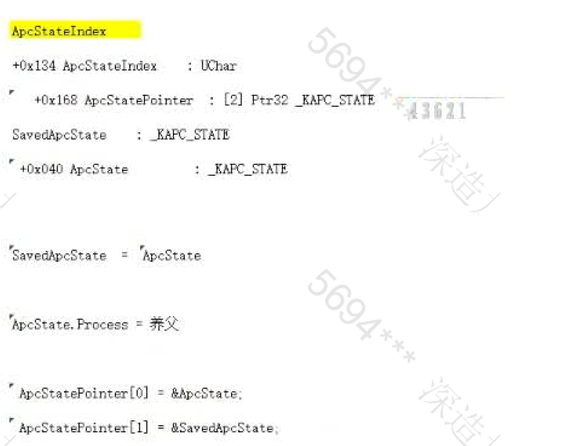 ApcStateIndex
+0x134 ApcStateIndex : UChar
+0x168 ApcStatePointer : [2] Ptr32 _KAPC_STATE
SavedApcState : _KAPC_STATE
+0x040 ApcState : _KAPC_STATE
SavedApcState = ApcState
ApcState.Process = 养父
ApcStatePointer[0] = &ApcState;
ApcStatePointer[1] = &SavedApcState;
5694***
深造
5694***
深造